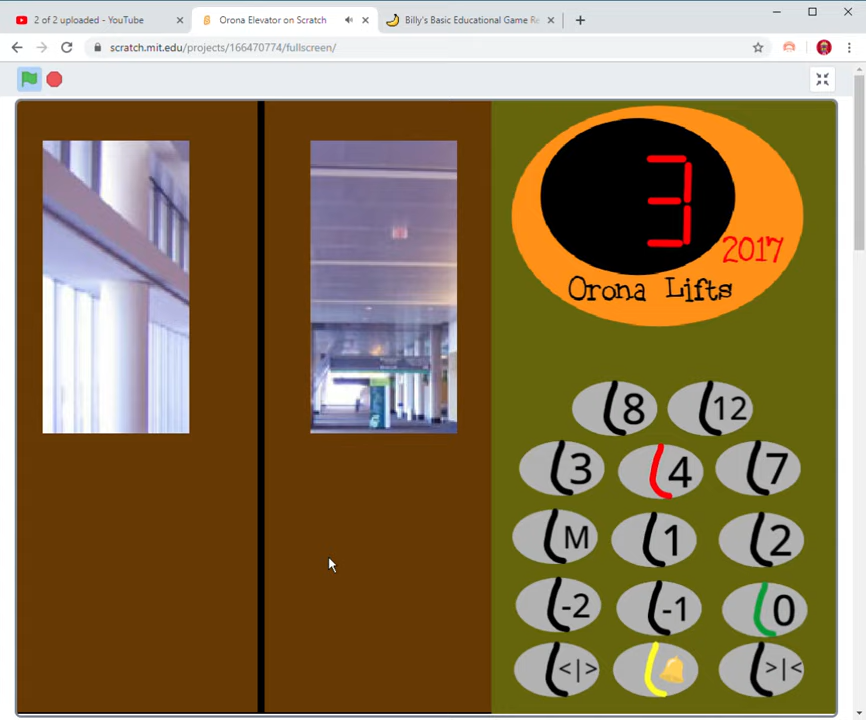 2 of 2 uploaded - YouTube
Orona Elevator on Scratch
Billy's Basic Educational Game Re
scratch.mit.edu/projects/166470774/fullscreen/
3
2017
Orona Lifts
8 12
3 4 7
M 1 2
-2 -1 0
<|> >|<